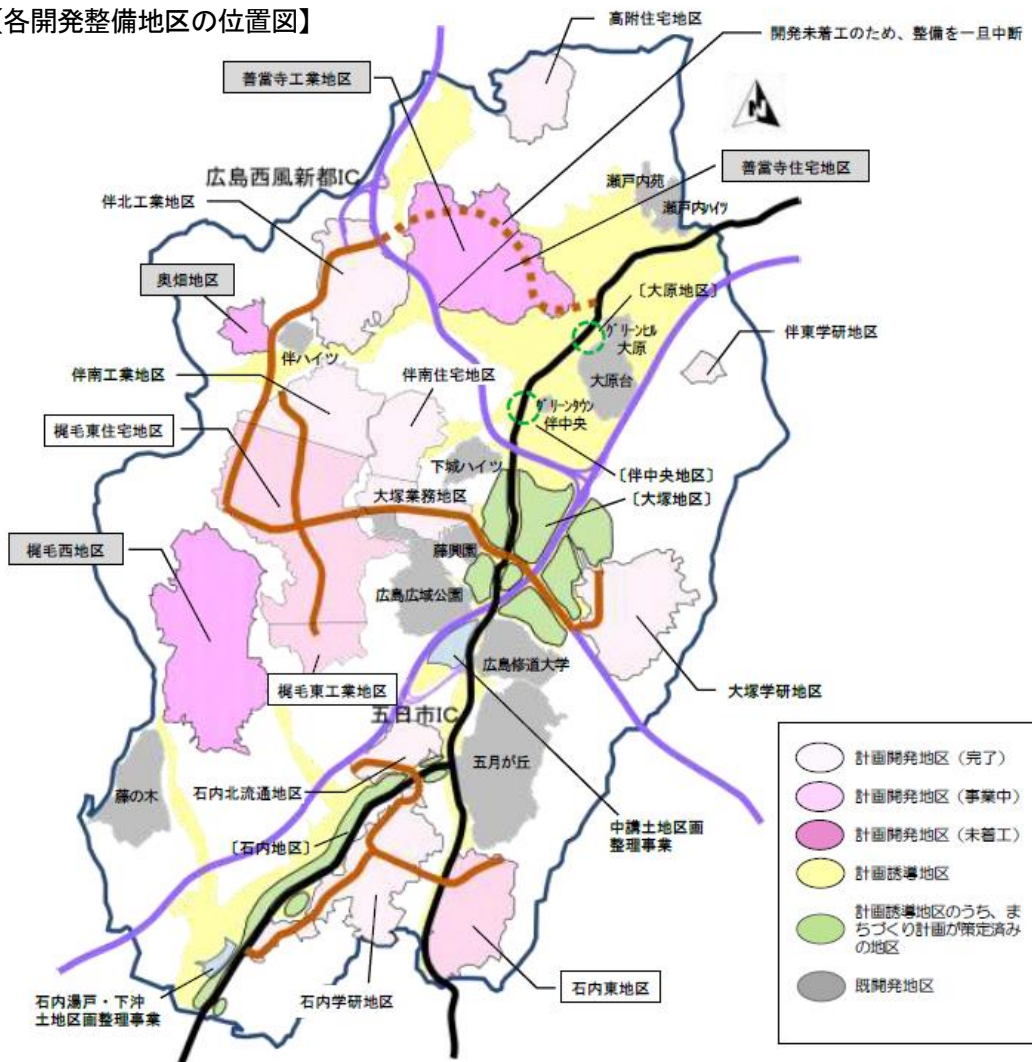 【各開発整備地区の位置図】
高附住宅地区
開発未着工のため、整備を一旦中断
善當寺工業地区
N
善當寺住宅地区
広島西風新都IC
瀬戸内苑
瀬戸内ハイツ
伴北工業地区
奥畑地区
〔大原地区〕
グリーンヒル
大原
伴東学研地区
伴ハイツ
大原台
伴南工業地区
伴南住宅地区
グリーンタウン
伴中央
梶毛東住宅地区
下城ハイツ
〔伴中央地区〕
〔大塚地区〕
大塚業務地区
梶毛西地区
藤興園
広島広域公園
広島修道大学
梶毛東工業地区
大塚学研地区
五日市IC
五月が丘
藤の木
石内北流通地区
中講土地区画
整理事業
〔石内地区〕
石内湯戸・下沖
土地区画整理事業
石内学研地区
石内東地区
計画開発地区（完了）
計画開発地区（事業中）
計画開発地区（未着工）
計画誘導地区
計画誘導地区のうち、ま
ちづくり計画が策定済み
の地区
既開発地区